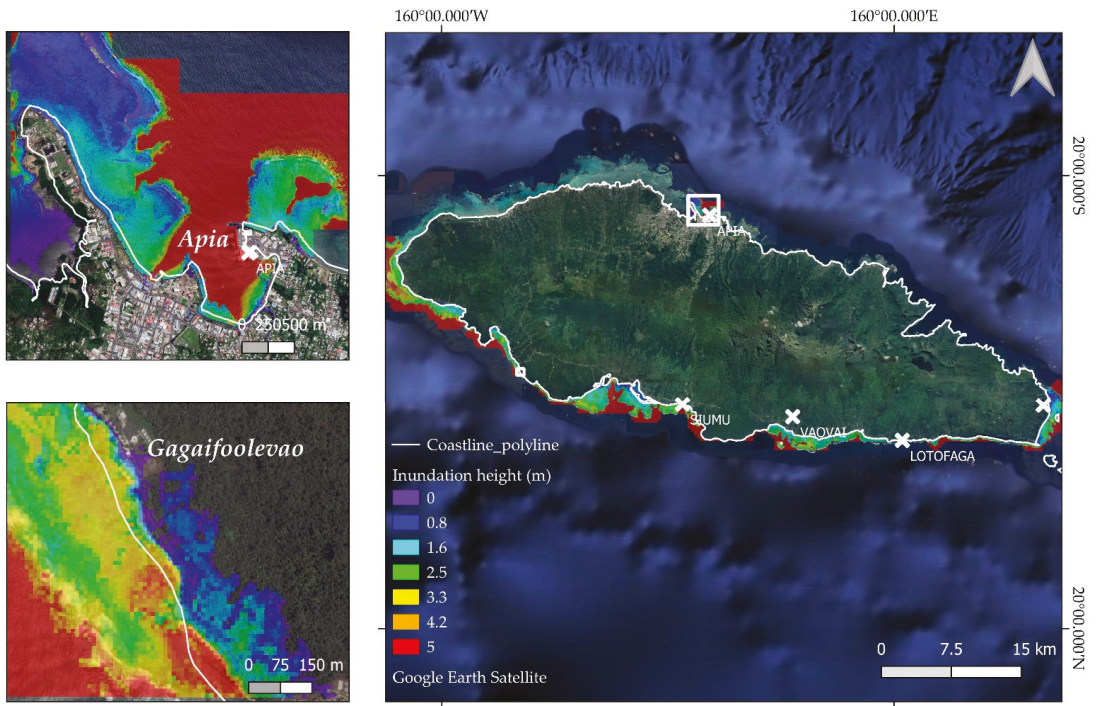 160°00.000'W
160°00.000'E
Apia
APIA
0 250500 m
Gagaifoolevao
0 75 150 m
20°00.000'S
APIA
SIUMU
VAOVAI
LOTOFAGA
Coastline_polyline
Inundation height (m)
0
0.8
1.6
2.5
3.3
4.2
5
Google Earth Satellite
0 7.5 15 km
20°00.000'N